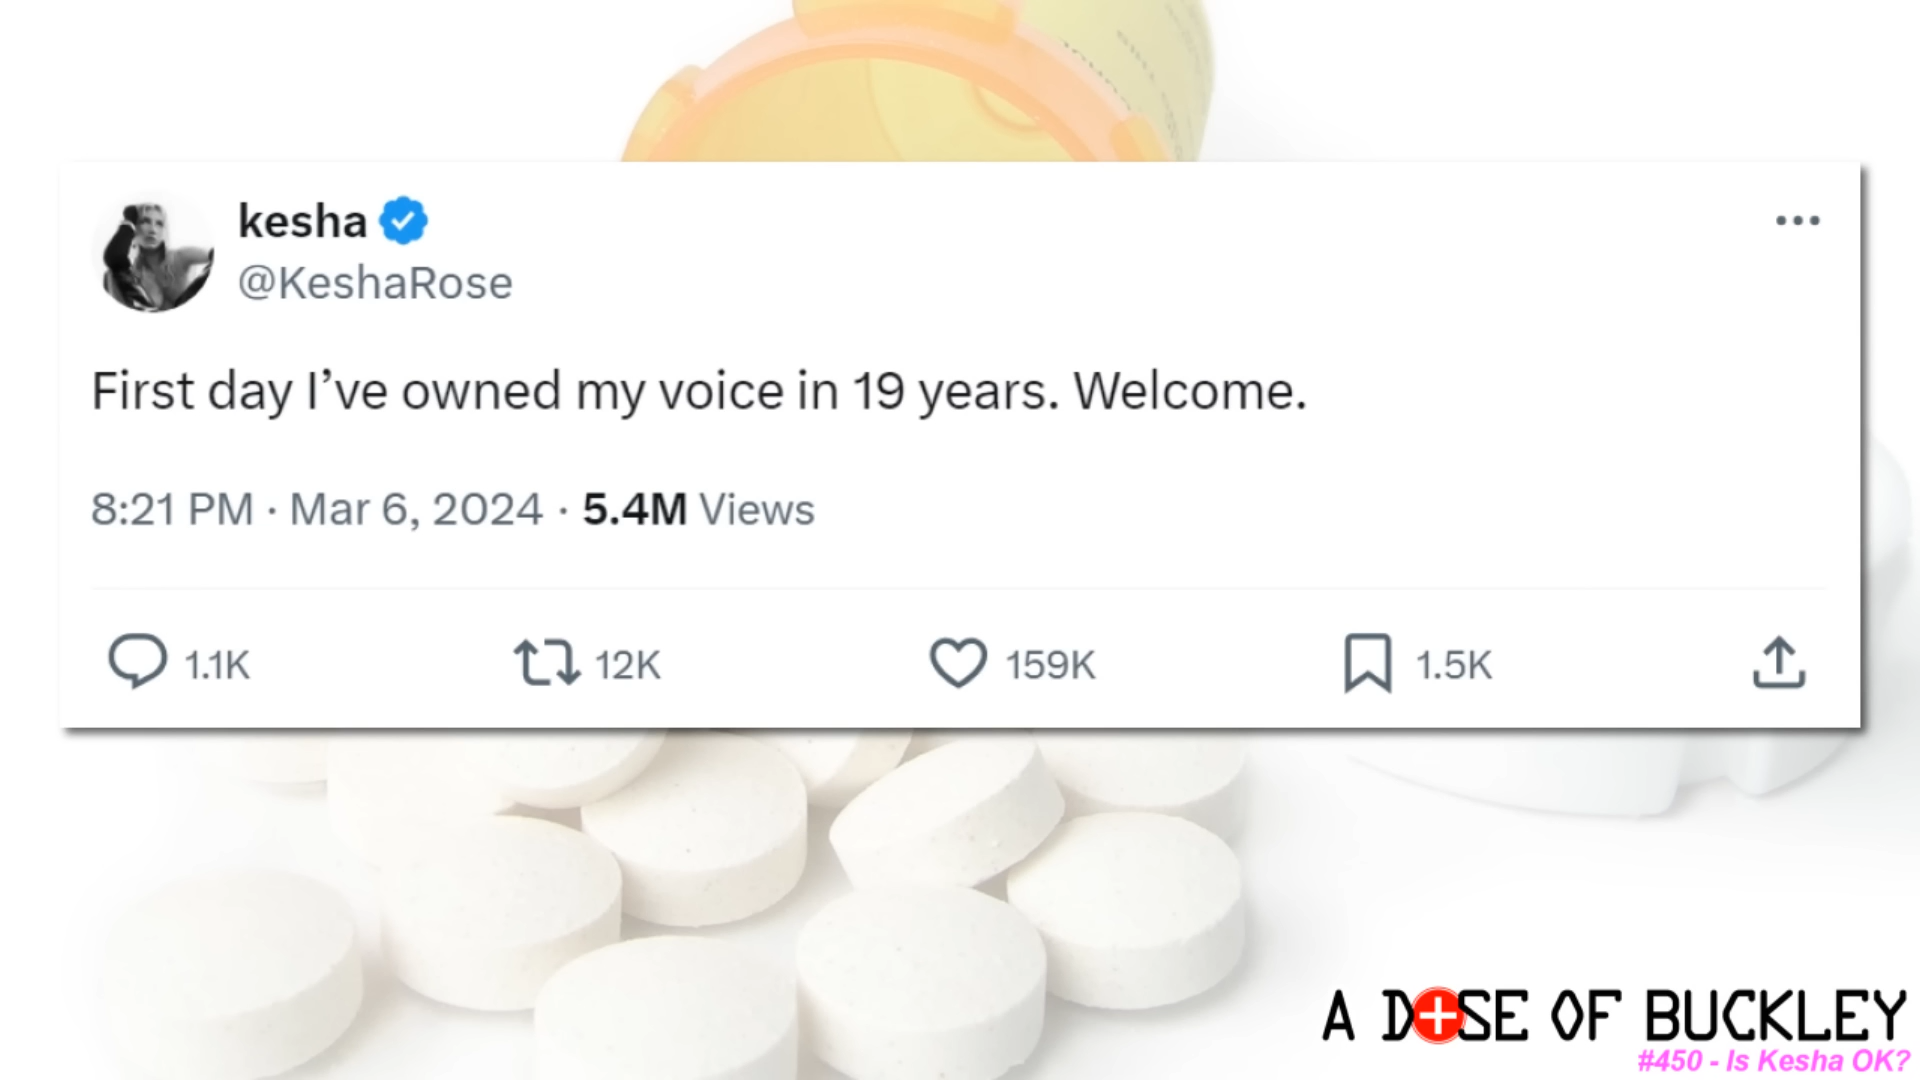 kesha
@KeshaRose
First day I’ve owned my voice in 19 years. Welcome.
8:21 PM · Mar 6, 2024 · 5.4M Views
1.1K 12K 159K 1.5K
A DOSE OF BUCKLEY
#450 - Is Kesha OK?